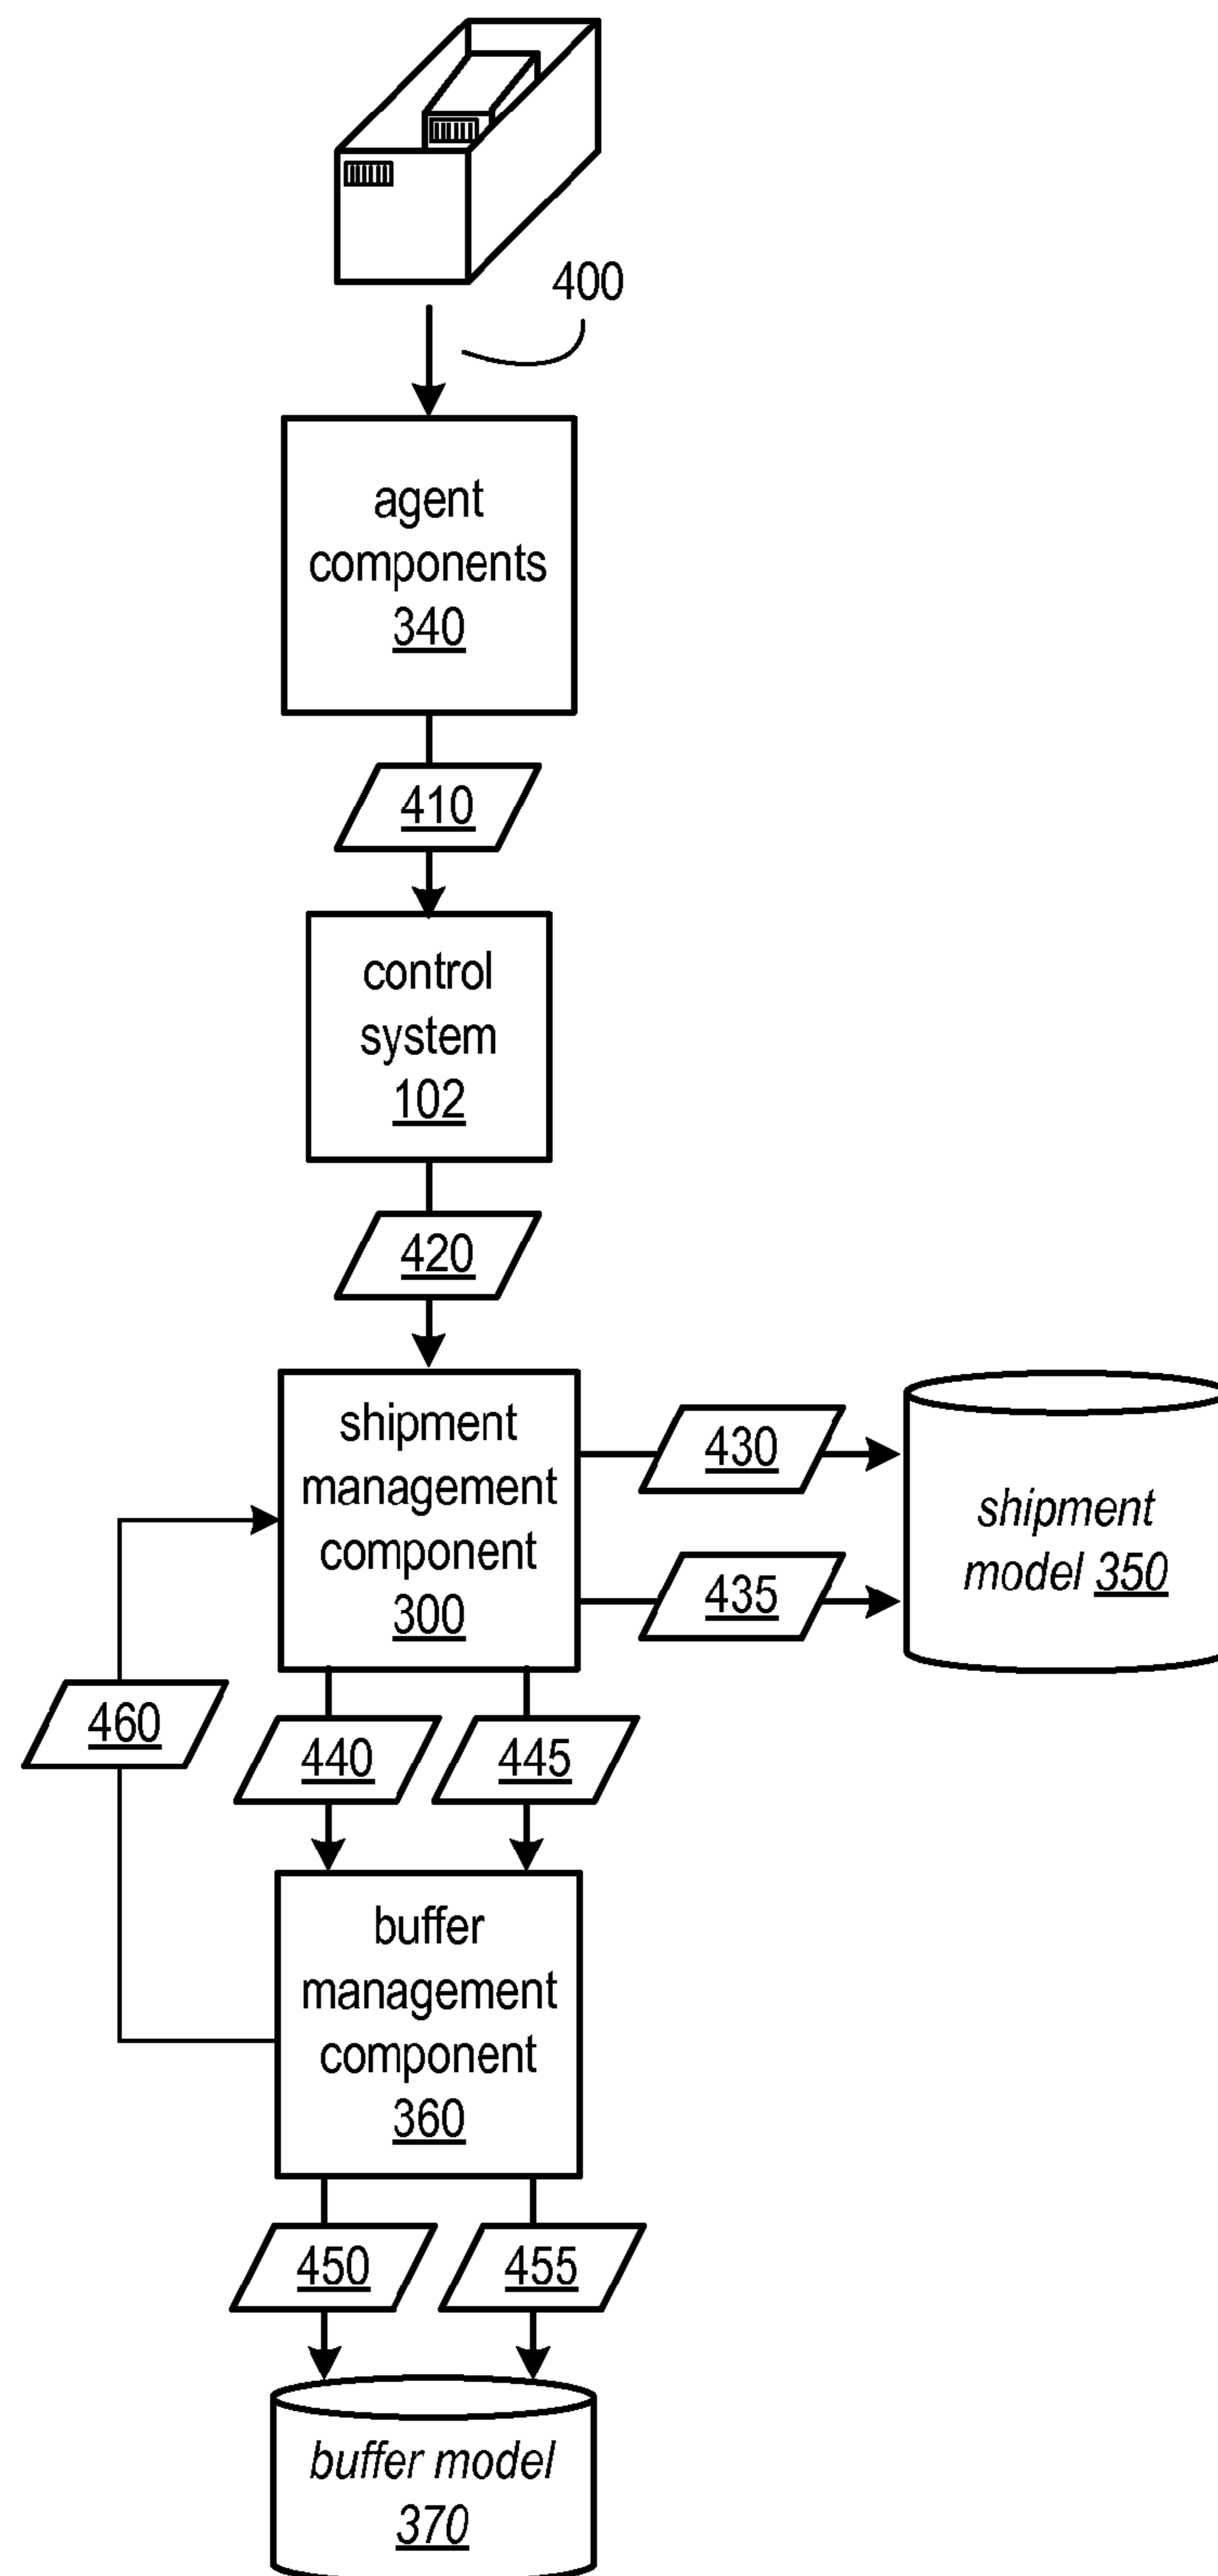 400
agent
components
340
410
control
system
102
420
shipment
management
component
300
430
435
shipment
model 350
460
440
445
buffer
management
component
360
450
455
buffer model
370